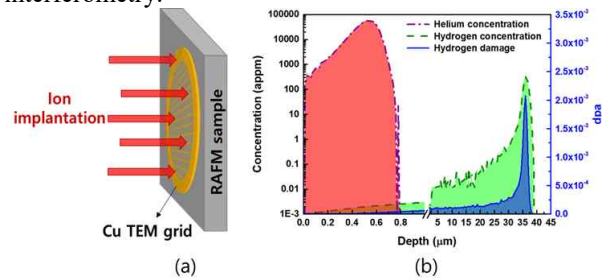 interferometry.
Ion
implantation
RAFM sample
Cu TEM grid
(a)
Concentration (appm)
100000
10000
1000
100
10
1
0.1
0.01
1E-3
Helium concentration
Hydrogen concentration
Hydrogen damage
3.5x10⁻³
3.0x10⁻³
2.5x10⁻³
2.0x10⁻³
1.5x10⁻³
1.0x10⁻³
5.0x10⁻⁴
0.0
dpa
0.0 0.2 0.4 0.6 0.8 5 10 15 20 25 30 35 40 45
Depth (μm)
(b)